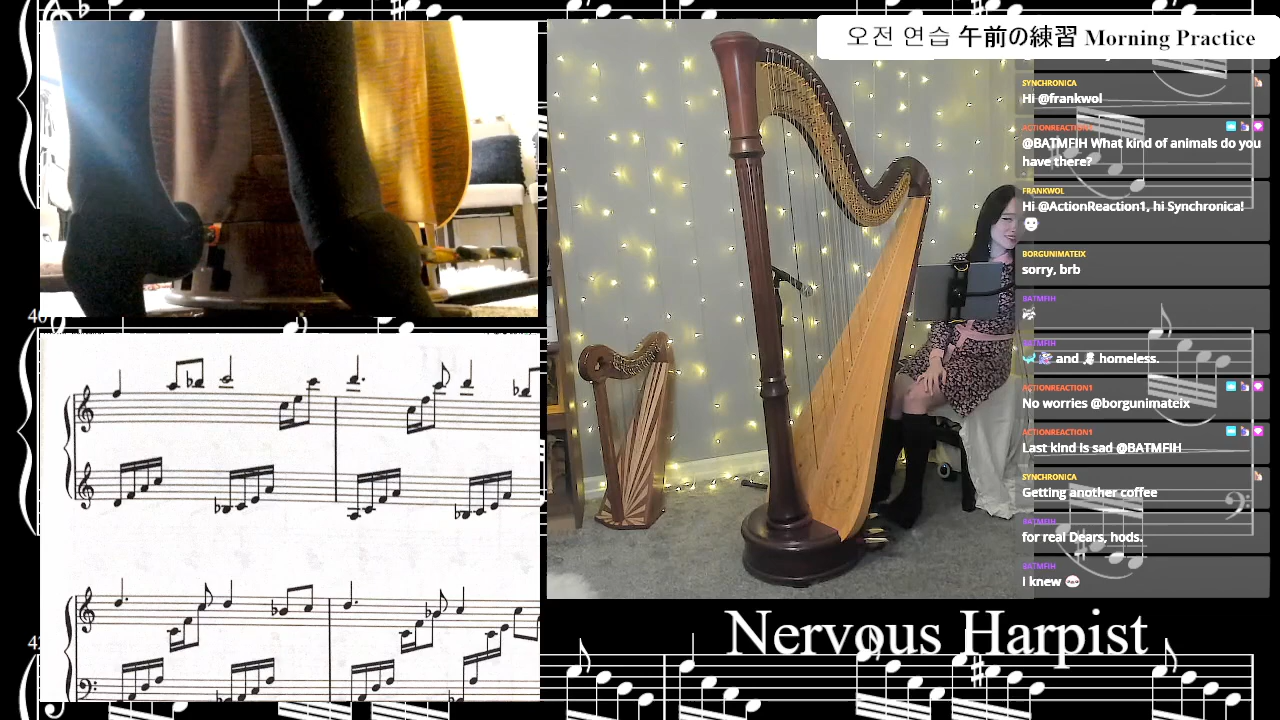 오전 연습 午前の練習 Morning Practice
SYNCHRONICA
Hi @frankwol
ACTIONREACTION1
@BATMFIH What kind of animals do you
have there?
FRANKWOL
Hi @ActionReaction1, hi Synchronica!
BORGUNIMATEIX
sorry, brb
BATMFIH
BATMFIH
and homeless.
ACTIONREACTION1
No worries @borgunimateix
ACTIONREACTION1
Last kind is sad @BATMFIH
SYNCHRONICA
Getting another coffee
BATMFIH
for real Dears, hods.
BATMFIH
I knew
40
42
Nervous Harpist